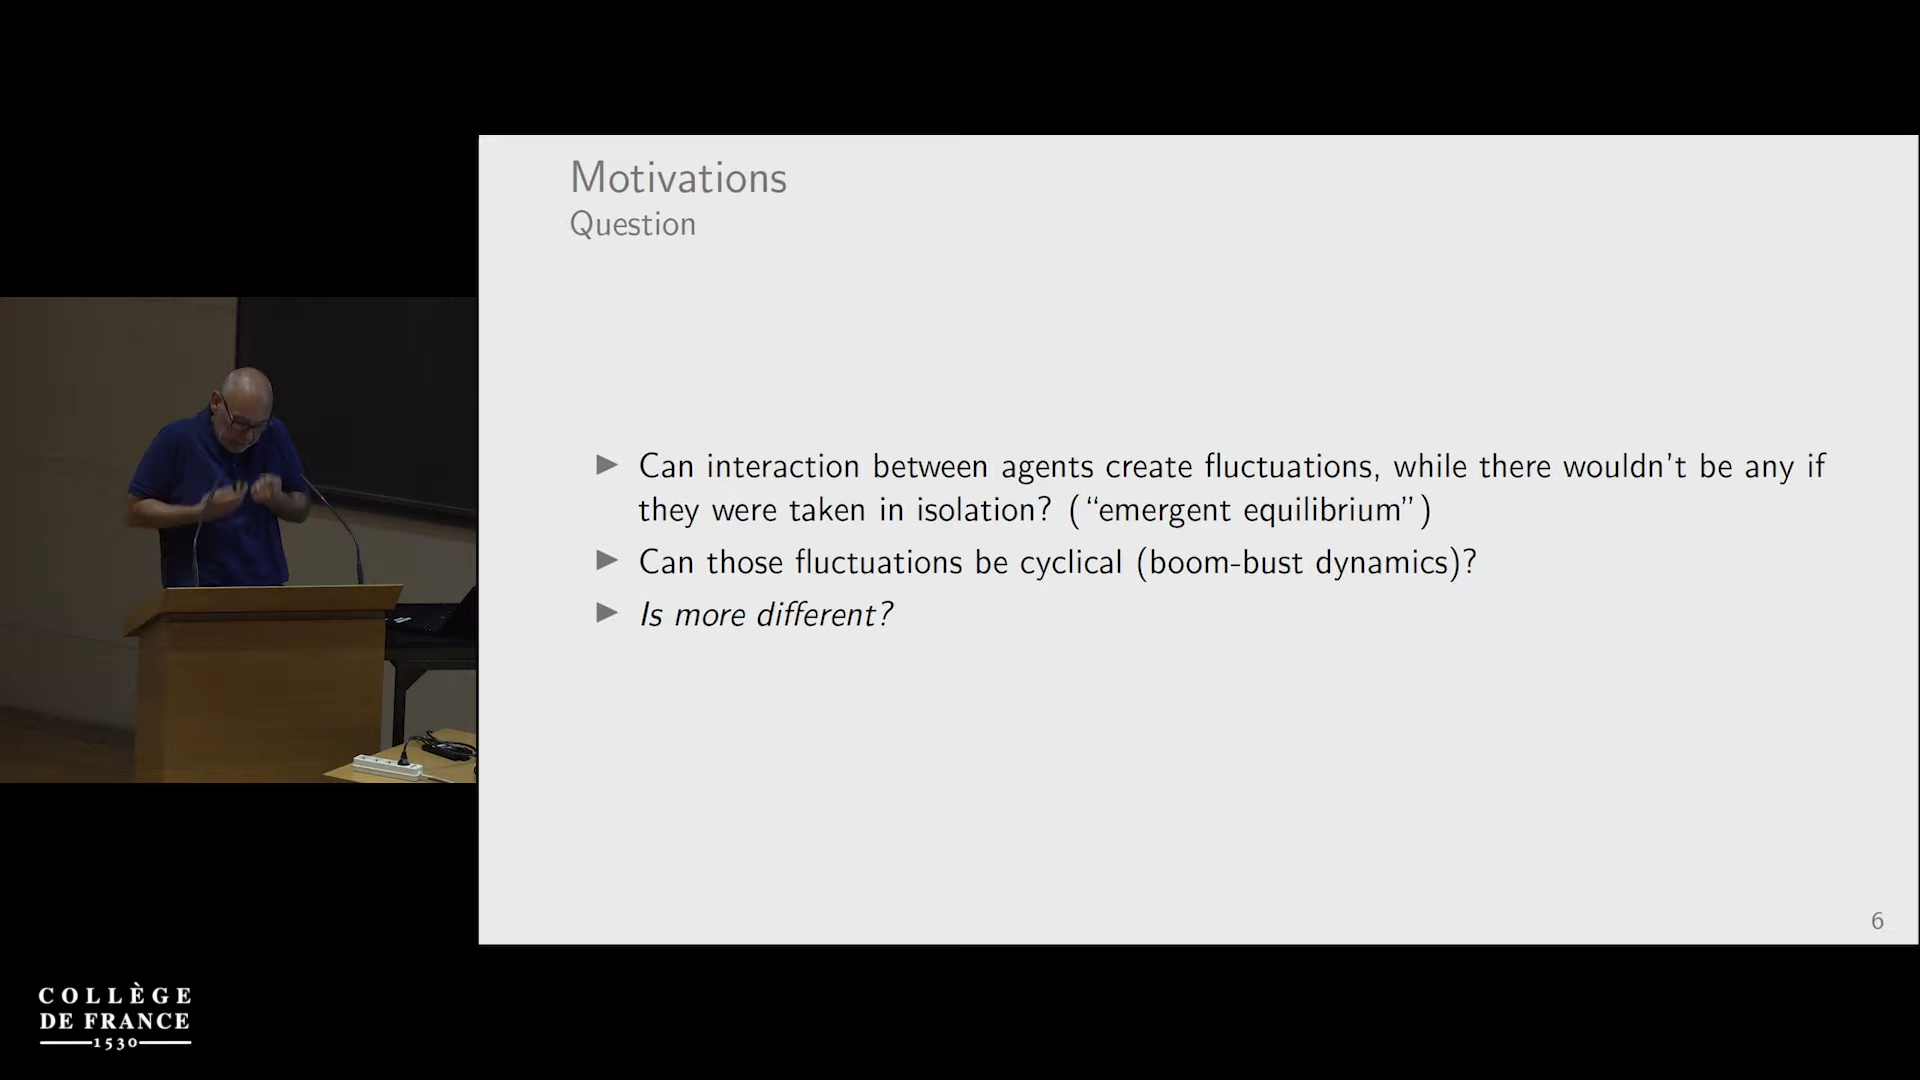 Motivations
Question
Can interaction between agents create fluctuations, while there wouldn't be any if
they were taken in isolation? (“emergent equilibrium”)
Can those fluctuations be cyclical (boom-bust dynamics)?
Is more different?
6
COLLÈGE
DE FRANCE
1530